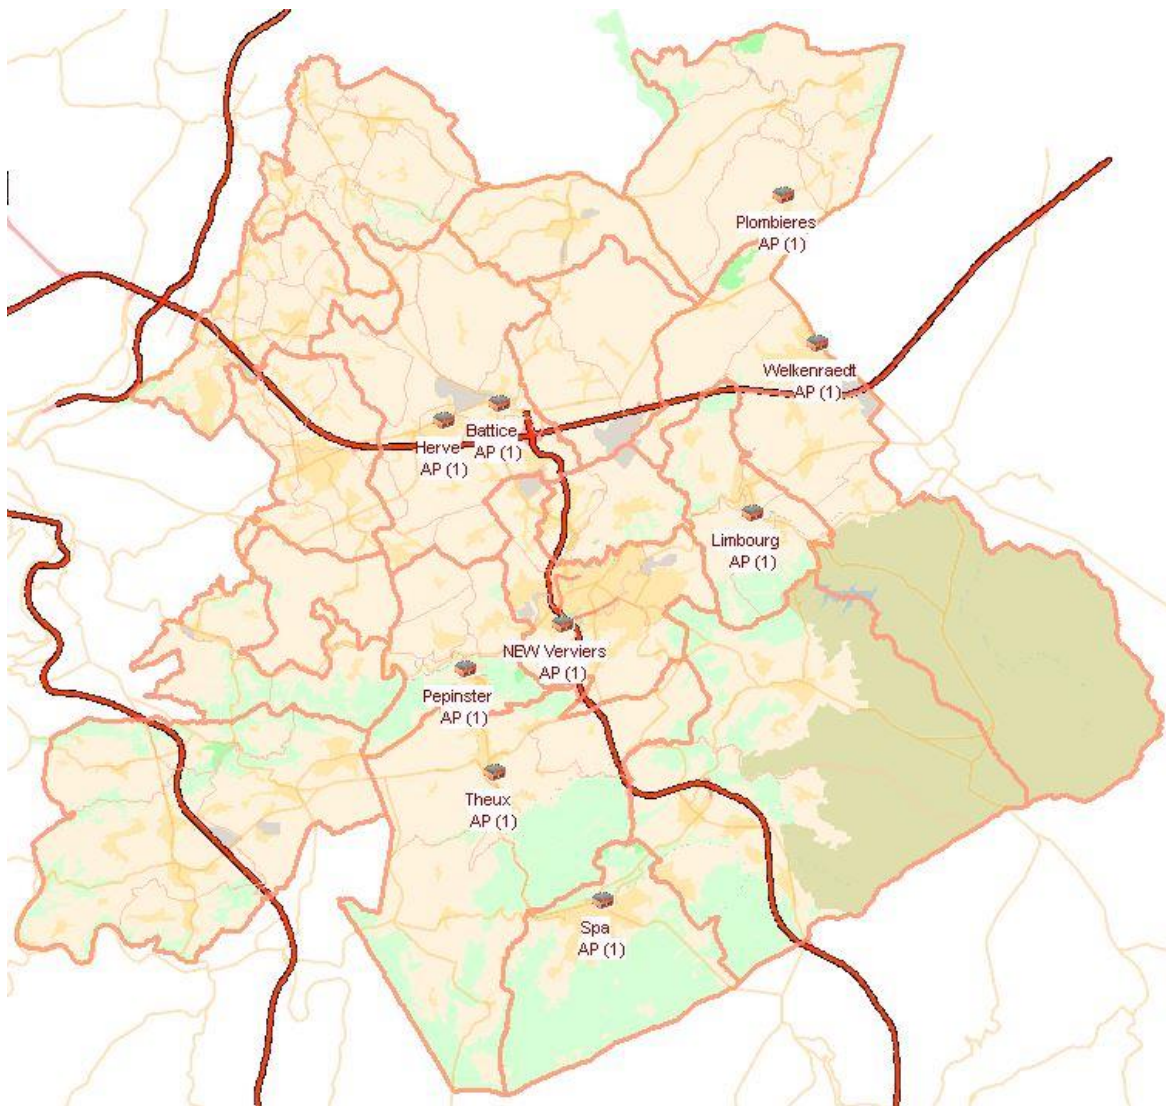 Plombieres
AP (1)
Welkenraedt
AP (1)
Battice
AP (1)
Herve
AP (1)
Limbourg
AP (1)
NEW Verviers
AP (1)
Pepinster
AP (1)
Theux
AP (1)
Spa
AP (1)